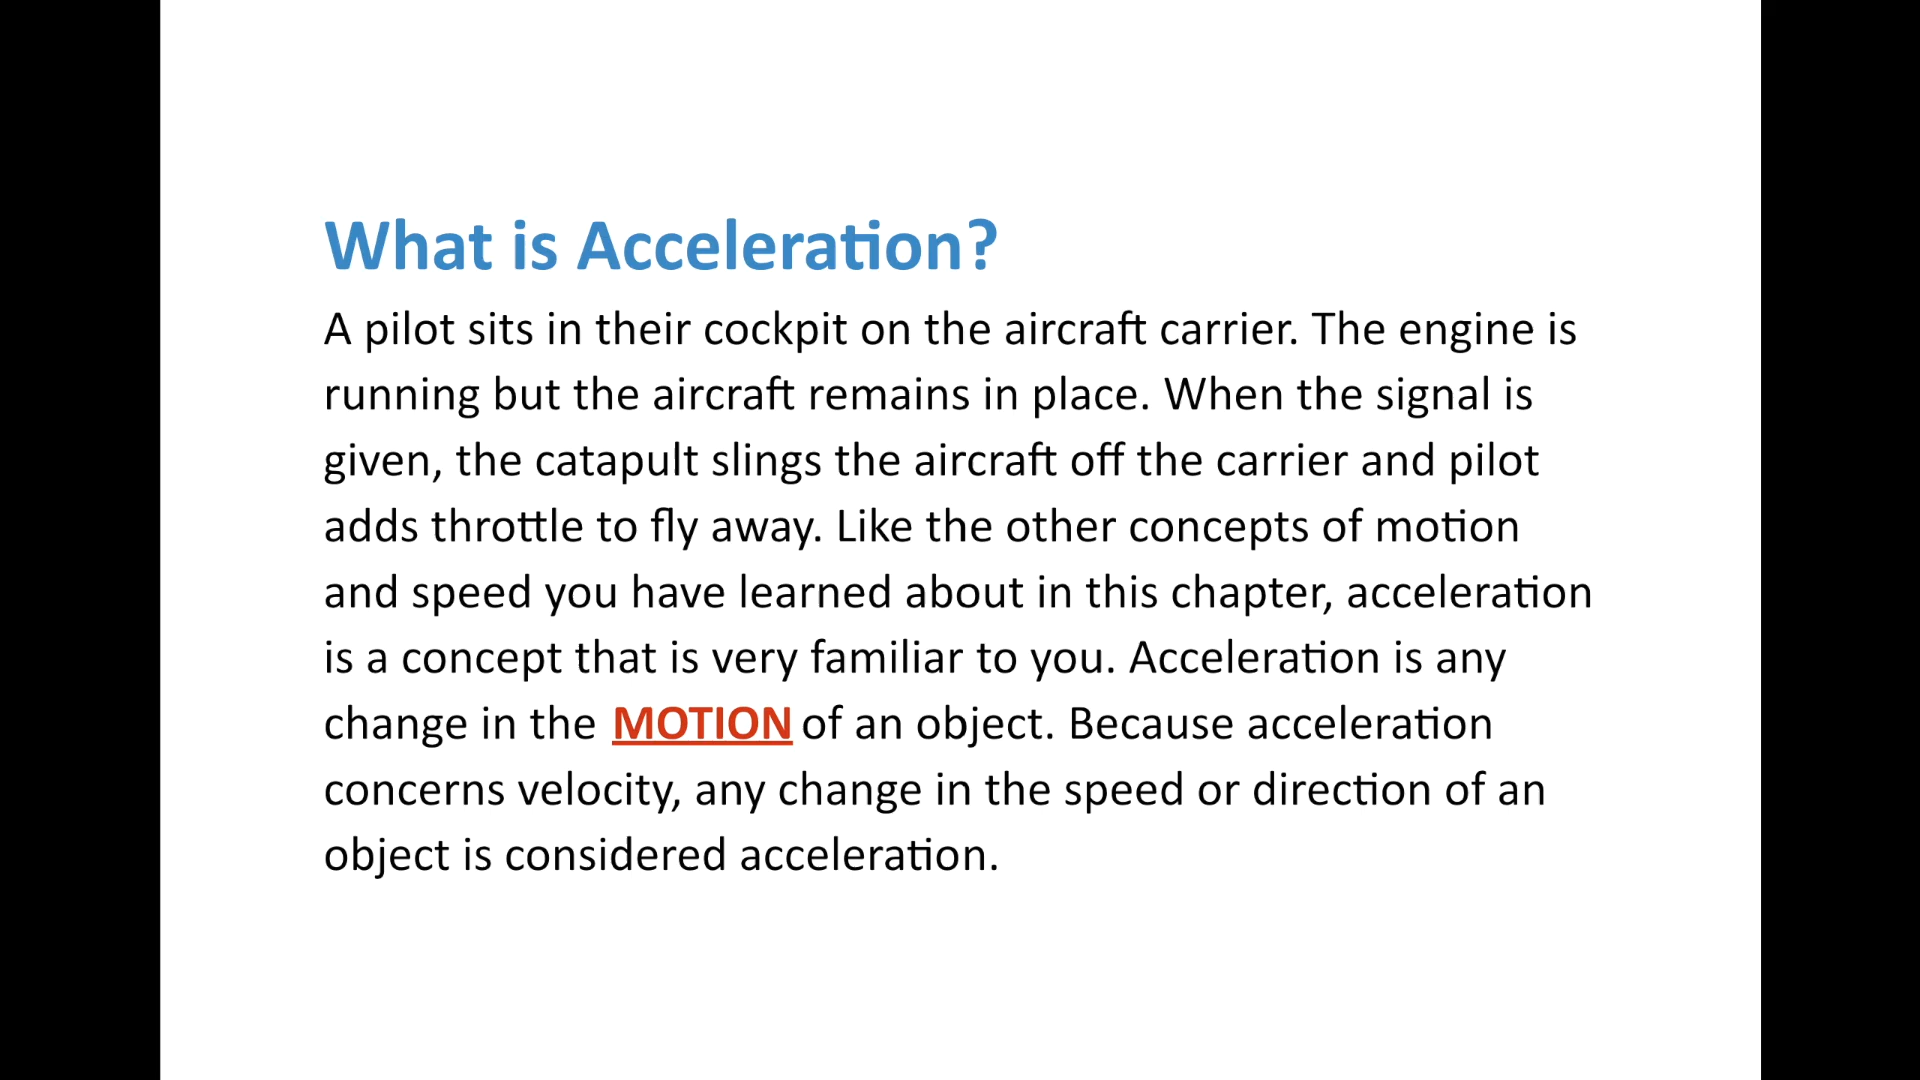 What is Acceleration?
A pilot sits in their cockpit on the aircraft carrier. The engine is
running but the aircraft remains in place. When the signal is
given, the catapult slings the aircraft off the carrier and pilot
adds throttle to fly away. Like the other concepts of motion
and speed you have learned about in this chapter, acceleration
is a concept that is very familiar to you. Acceleration is any
change in the MOTION of an object. Because acceleration
concerns velocity, any change in the speed or direction of an
object is considered acceleration.